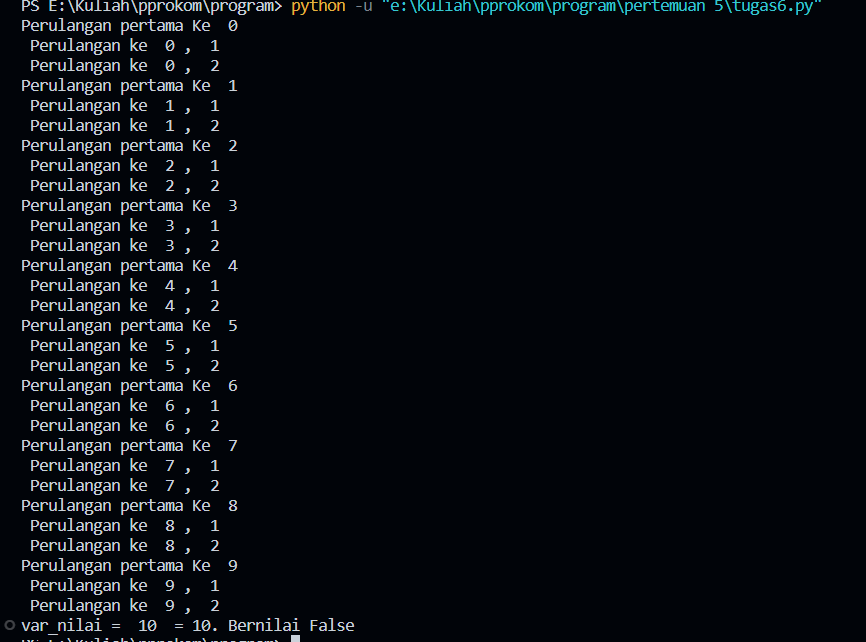 PS E:\Kuliah\pprokom\program> python -u "e:\Kuliah\pprokom\program\pertemuan 5\tugas6.py"
Perulangan pertama Ke  0
 Perulangan ke  0 ,  1
 Perulangan ke  0 ,  2
Perulangan pertama Ke  1
 Perulangan ke  1 ,  1
 Perulangan ke  1 ,  2
Perulangan pertama Ke  2
 Perulangan ke  2 ,  1
 Perulangan ke  2 ,  2
Perulangan pertama Ke  3
 Perulangan ke  3 ,  1
 Perulangan ke  3 ,  2
Perulangan pertama Ke  4
 Perulangan ke  4 ,  1
 Perulangan ke  4 ,  2
Perulangan pertama Ke  5
 Perulangan ke  5 ,  1
 Perulangan ke  5 ,  2
Perulangan pertama Ke  6
 Perulangan ke  6 ,  1
 Perulangan ke  6 ,  2
Perulangan pertama Ke  7
 Perulangan ke  7 ,  1
 Perulangan ke  7 ,  2
Perulangan pertama Ke  8
 Perulangan ke  8 ,  1
 Perulangan ke  8 ,  2
Perulangan pertama Ke  9
 Perulangan ke  9 ,  1
 Perulangan ke  9 ,  2
var_nilai =  10  = 10. Bernilai False
PS E:\Kuliah\pprokom\program>